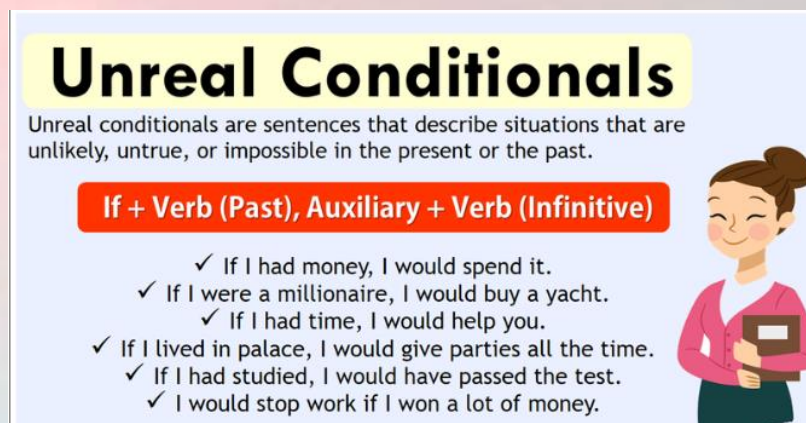 Unreal Conditionals
Unreal conditionals are sentences that describe situations that are
unlikely, untrue, or impossible in the present or the past.
If + Verb (Past), Auxiliary + Verb (Infinitive)
✓ If I had money, I would spend it.
✓ If I were a millionaire, I would buy a yacht.
✓ If I had time, I would help you.
✓ If I lived in palace, I would give parties all the time.
✓ If I had studied, I would have passed the test.
✓ I would stop work if I won a lot of money.